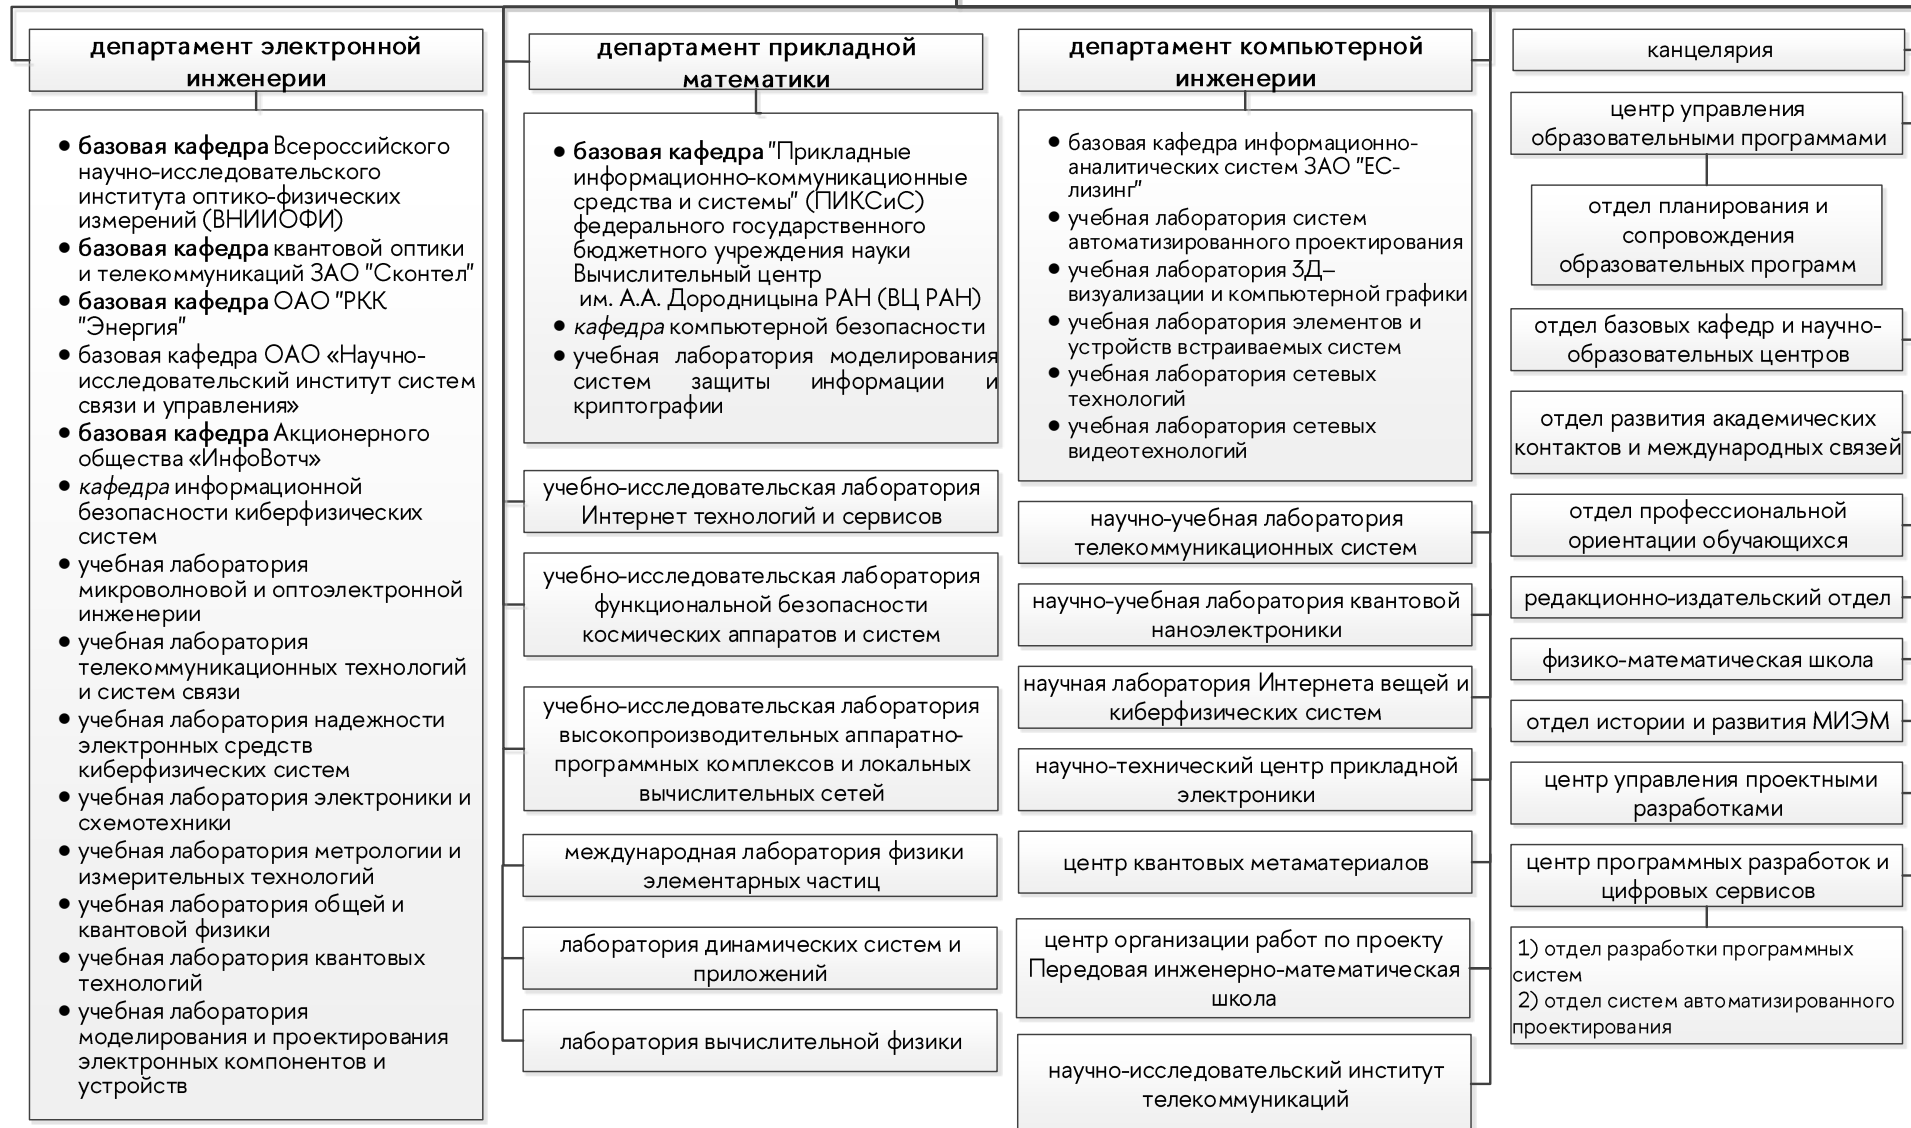 департамент электронной
инженерии
● базовая кафедра Всероссийского
научно-исследовательского
института оптико-физических
измерений (ВНИИОФИ)
● базовая кафедра квантовой оптики
и телекоммуникаций ЗАО "Сконтел"
● базовая кафедра ОАО "РКК
"Энергия"
● базовая кафедра ОАО «Научно-
исследовательский институт систем
связи и управления»
● базовая кафедра Акционерного
общества «ИнфоВотч»
● кафедра информационной
безопасности киберфизических
систем
● учебная лаборатория
микроволновой и оптоэлектронной
инженерии
● учебная лаборатория
телекоммуникационных технологий
и систем связи
● учебная лаборатория надежности
электронных средств
киберфизических систем
● учебная лаборатория электроники и
схемотехники
● учебная лаборатория метрологии и
измерительных технологий
● учебная лаборатория общей и
квантовой физики
● учебная лаборатория квантовых
технологий
● учебная лаборатория
моделирования и проектирования
электронных компонентов и
устройств
департамент прикладной
математики
● базовая кафедра "Прикладные
информационно-коммуникационные
средства и системы" (ПИКСиС)
федерального государственного
бюджетного учреждения науки
Вычислительный центр
им. А.А. Дородницына РАН (ВЦ РАН)
● кафедра компьютерной безопасности
● учебная лаборатория моделирования
систем защиты информации и
криптографии
учебно-исследовательская лаборатория
Интернет технологий и сервисов
учебно-исследовательская лаборатория
функциональной безопасности
космических аппаратов и систем
учебно-исследовательская лаборатория
высокопроизводительных аппаратно-
программных комплексов и локальных
вычислительных сетей
международная лаборатория физики
элементарных частиц
лаборатория динамических систем и
приложений
лаборатория вычислительной физики
департамент компьютерной
инженерии
● базовая кафедра информационно-
аналитических систем ЗАО "ЕС-
лизинг"
● учебная лаборатория систем
автоматизированного проектирования
● учебная лаборатория 3Д–
визуализации и компьютерной графики
● учебная лаборатория элементов и
устройств встраиваемых систем
● учебная лаборатория сетевых
технологий
● учебная лаборатория сетевых
видеотехнологий
научно-учебная лаборатория
телекоммуникационных систем
научно-учебная лаборатория квантовой
наноэлектроники
научная лаборатория Интернета вещей и
киберфизических систем
научно-технический центр прикладной
электроники
центр квантовых метаматериалов
центр организации работ по проекту
Передовая инженерно-математическая
школа
научно-исследовательский институт
телекоммуникаций
канцелярия
центр управления
образовательными программами
отдел планирования и
сопровождения
образовательных программ
отдел базовых кафедр и научно-
образовательных центров
отдел развития академических
контактов и международных связей
отдел профессиональной
ориентации обучающихся
редакционно-издательский отдел
физико-математическая школа
отдел истории и развития МИЭМ
центр управления проектными
разработками
центр программных разработок и
цифровых сервисов
1) отдел разработки программных
систем
2) отдел систем автоматизированного
проектирования